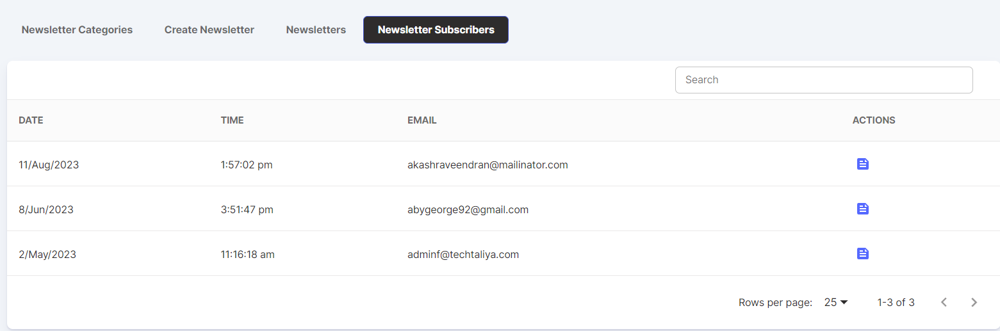 Newsletter Categories Create Newsletter Newsletters Newsletter Subscribers
Search
DATE TIME EMAIL ACTIONS
11/Aug/2023 1:57:02 pm akashraveendran@mailinator.com
8/Jun/2023 3:51:47 pm abygeorge92@gmail.com
2/May/2023 11:16:18 am adminf@techtaliya.com
Rows per page: 25 1-3 of 3